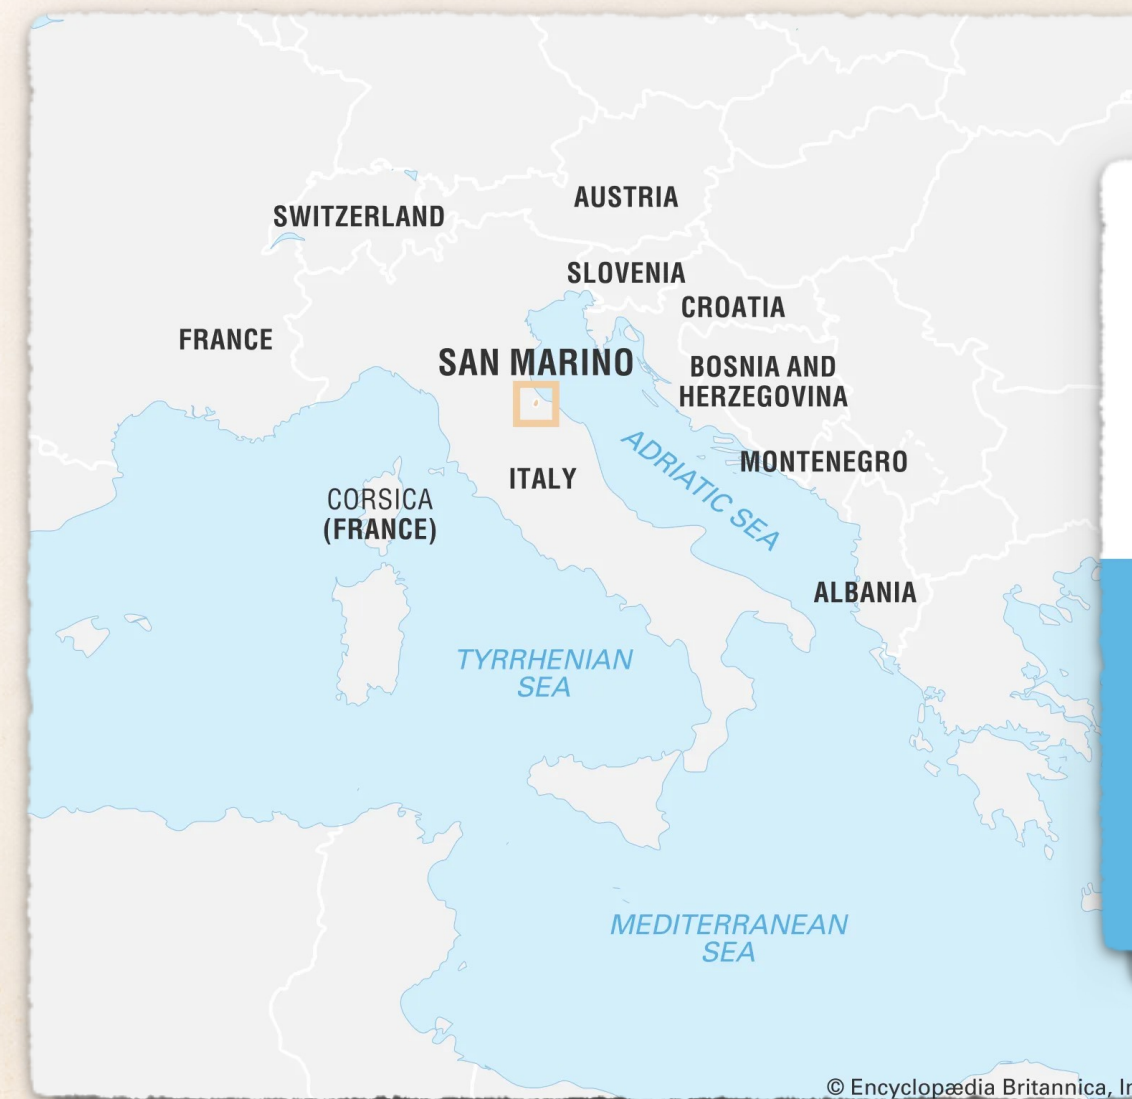 AUSTRIA
SWITZERLAND
SLOVENIA
CROATIA
FRANCE
SAN MARINO
BOSNIA AND
HERZEGOVINA
ADRIATIC SEA
MONTENEGRO
ITALY
CORSICA
(FRANCE)
ALBANIA
TYRRHENIAN
SEA
MEDITERRANEAN
SEA
© Encyclopædia Britannica, In